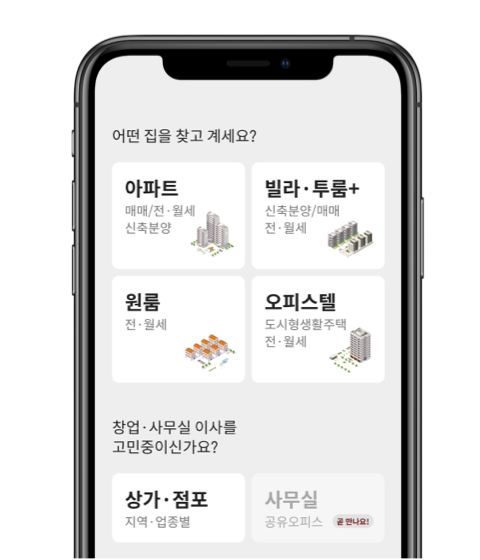 어떤 집을 찾고 계세요?
아파트
매매/전·월세
신축분양
빌라·투룸+
신축분양/매매
전·월세
원룸
전·월세
오피스텔
도시형생활주택
전·월세
창업·사무실 이사를
고민중이신가요?
상가·점포
지역·업종별
사무실
공유오피스
곧 만나요!